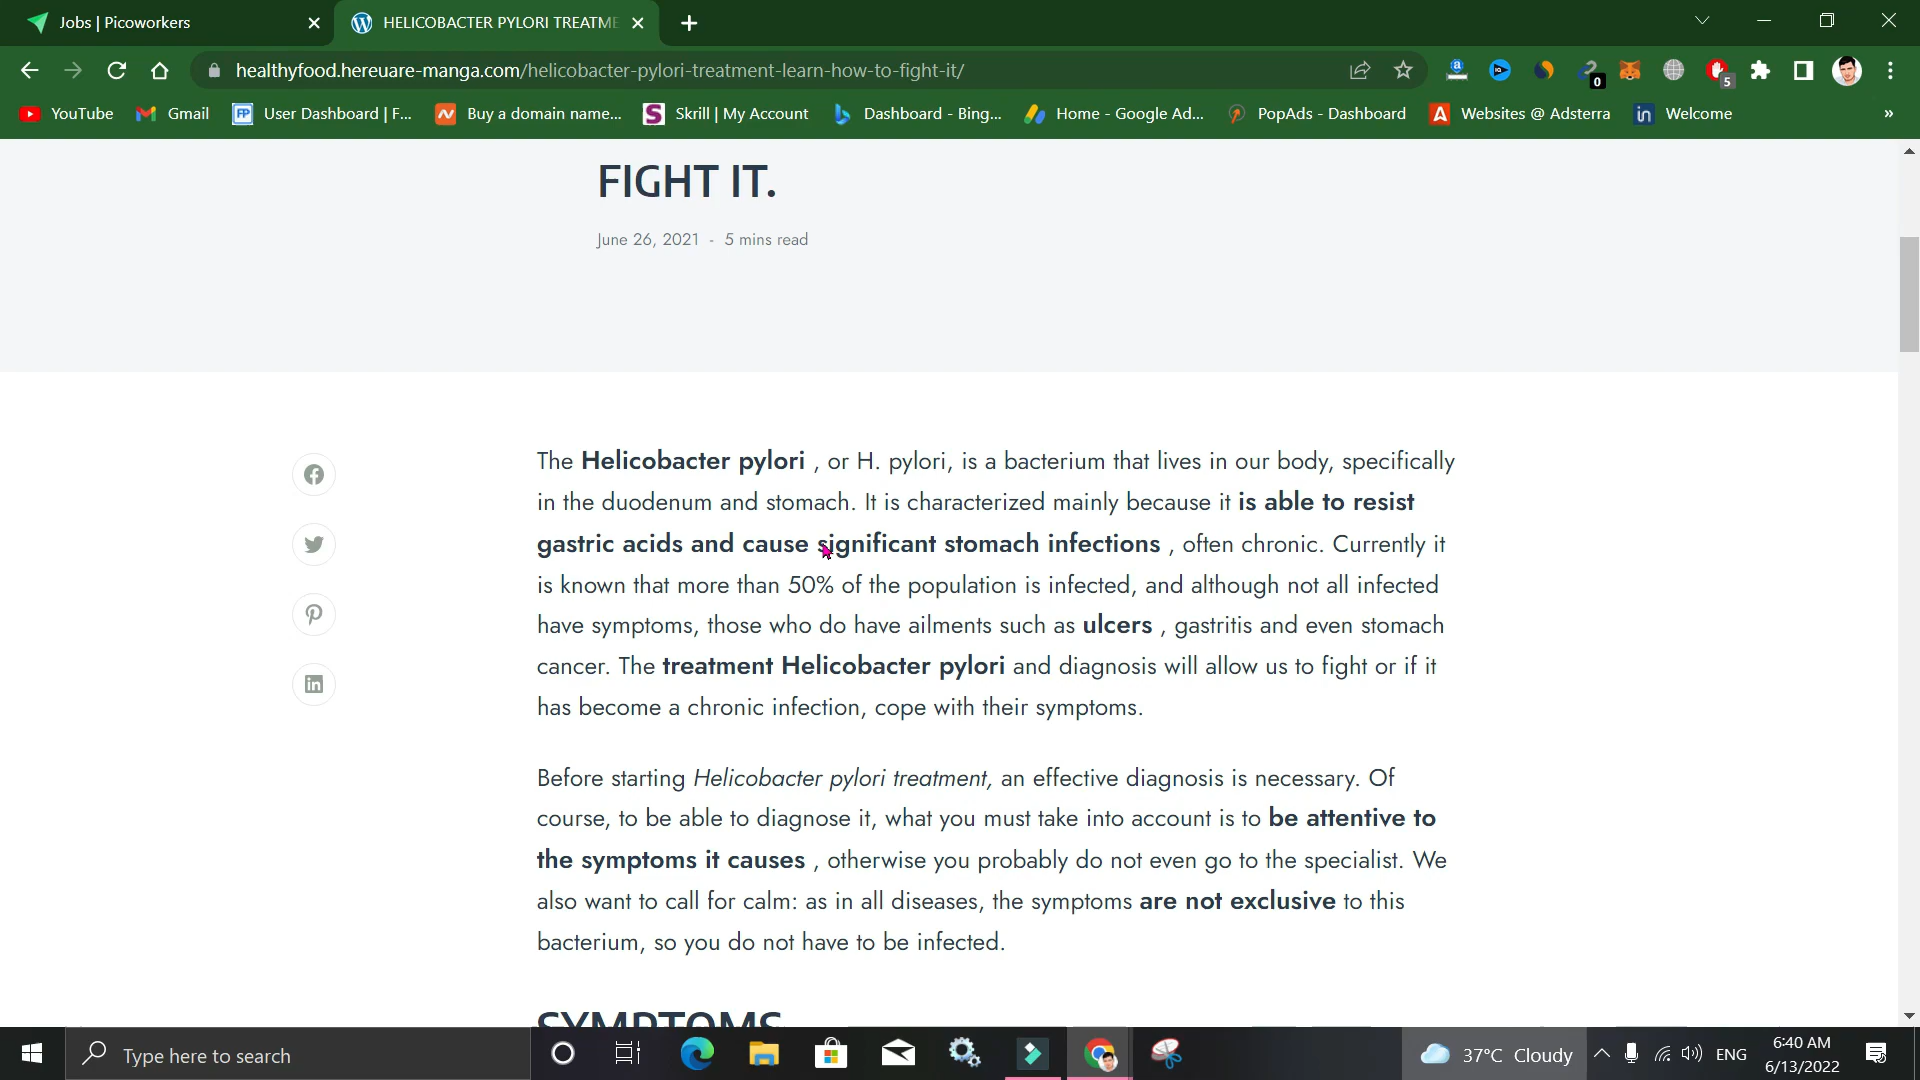 Jobs | Picoworkers
HELICOBACTER PYLORI TREATME
healthyfood.hereuare-manga.com/helicobacter-pylori-treatment-learn-how-to-fight-it/
0
5
YouTube
Gmail
FP
User Dashboard | F...
Buy a domain name...
S
Skrill | My Account
Dashboard - Bing...
Home - Google Ad...
PopAds - Dashboard
A
Websites @ Adsterra
in
Welcome
»
FIGHT IT.
June 26, 2021 - 5 mins read
The Helicobacter pylori , or H. pylori, is a bacterium that lives in our body, specifically
in the duodenum and stomach. It is characterized mainly because it is able to resist
gastric acids and cause significant stomach infections , often chronic. Currently it
is known that more than 50% of the population is infected, and although not all infected
have symptoms, those who do have ailments such as ulcers , gastritis and even stomach
cancer. The treatment Helicobacter pylori and diagnosis will allow us to fight or if it
has become a chronic infection, cope with their symptoms.
Before starting Helicobacter pylori treatment, an effective diagnosis is necessary. Of
course, to be able to diagnose it, what you must take into account is to be attentive to
the symptoms it causes , otherwise you probably do not even go to the specialist. We
also want to call for calm: as in all diseases, the symptoms are not exclusive to this
bacterium, so you do not have to be infected.
SYMPTOMS
Type here to search
37°C Cloudy
ENG
6:40 AM
6/13/2022